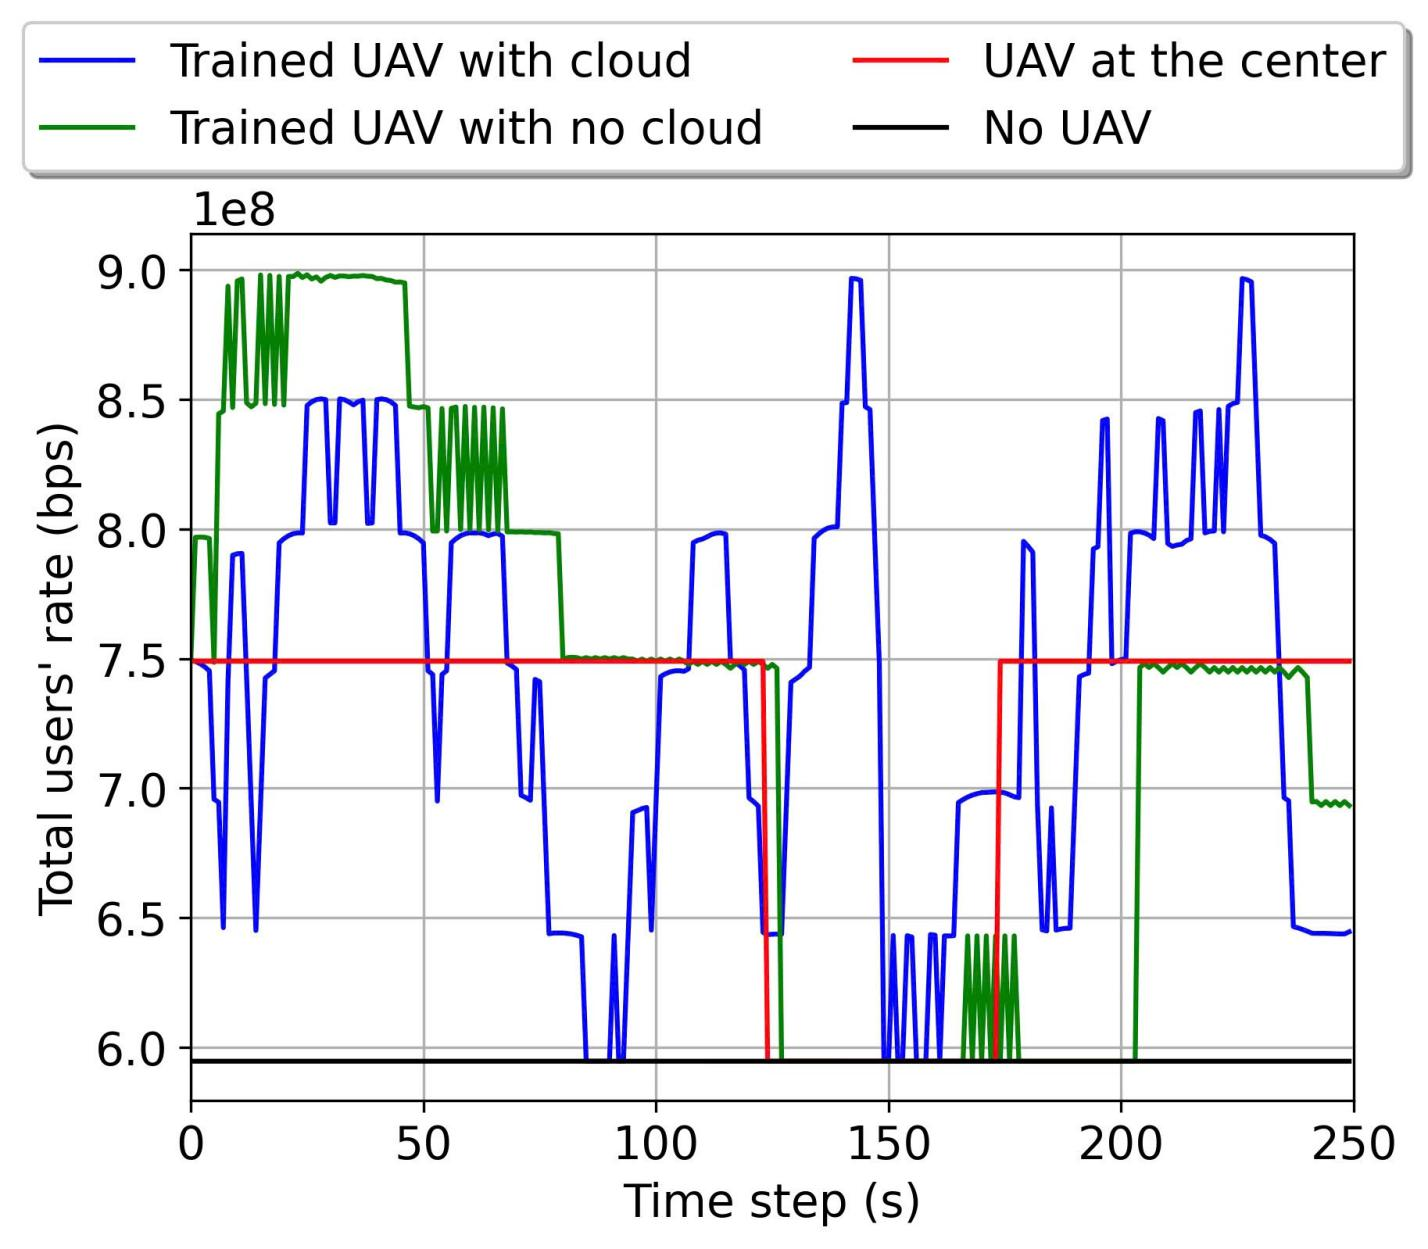 Trained UAV with cloud
Trained UAV with no cloud
UAV at the center
No UAV
1e8
9.0
8.5
8.0
7.5
7.0
6.5
6.0
Total users' rate (bps)
0 50 100 150 200 250
Time step (s)